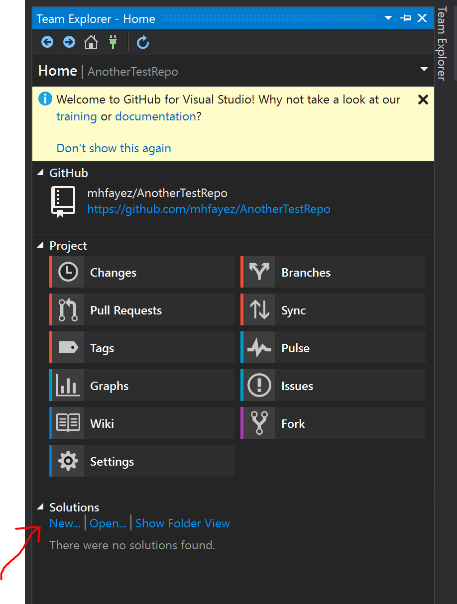 Team Explorer - Home
Team Explorer
Home | AnotherTestRepo
Welcome to GitHub for Visual Studio! Why not take a look at our
training or documentation?
Don't show this again
GitHub
mhfayez/AnotherTestRepo
https://github.com/mhfayez/AnotherTestRepo
Project
Changes
Branches
Pull Requests
Sync
Tags
Pulse
Graphs
Issues
Wiki
Fork
Settings
Solutions
New... | Open... | Show Folder View
There were no solutions found.